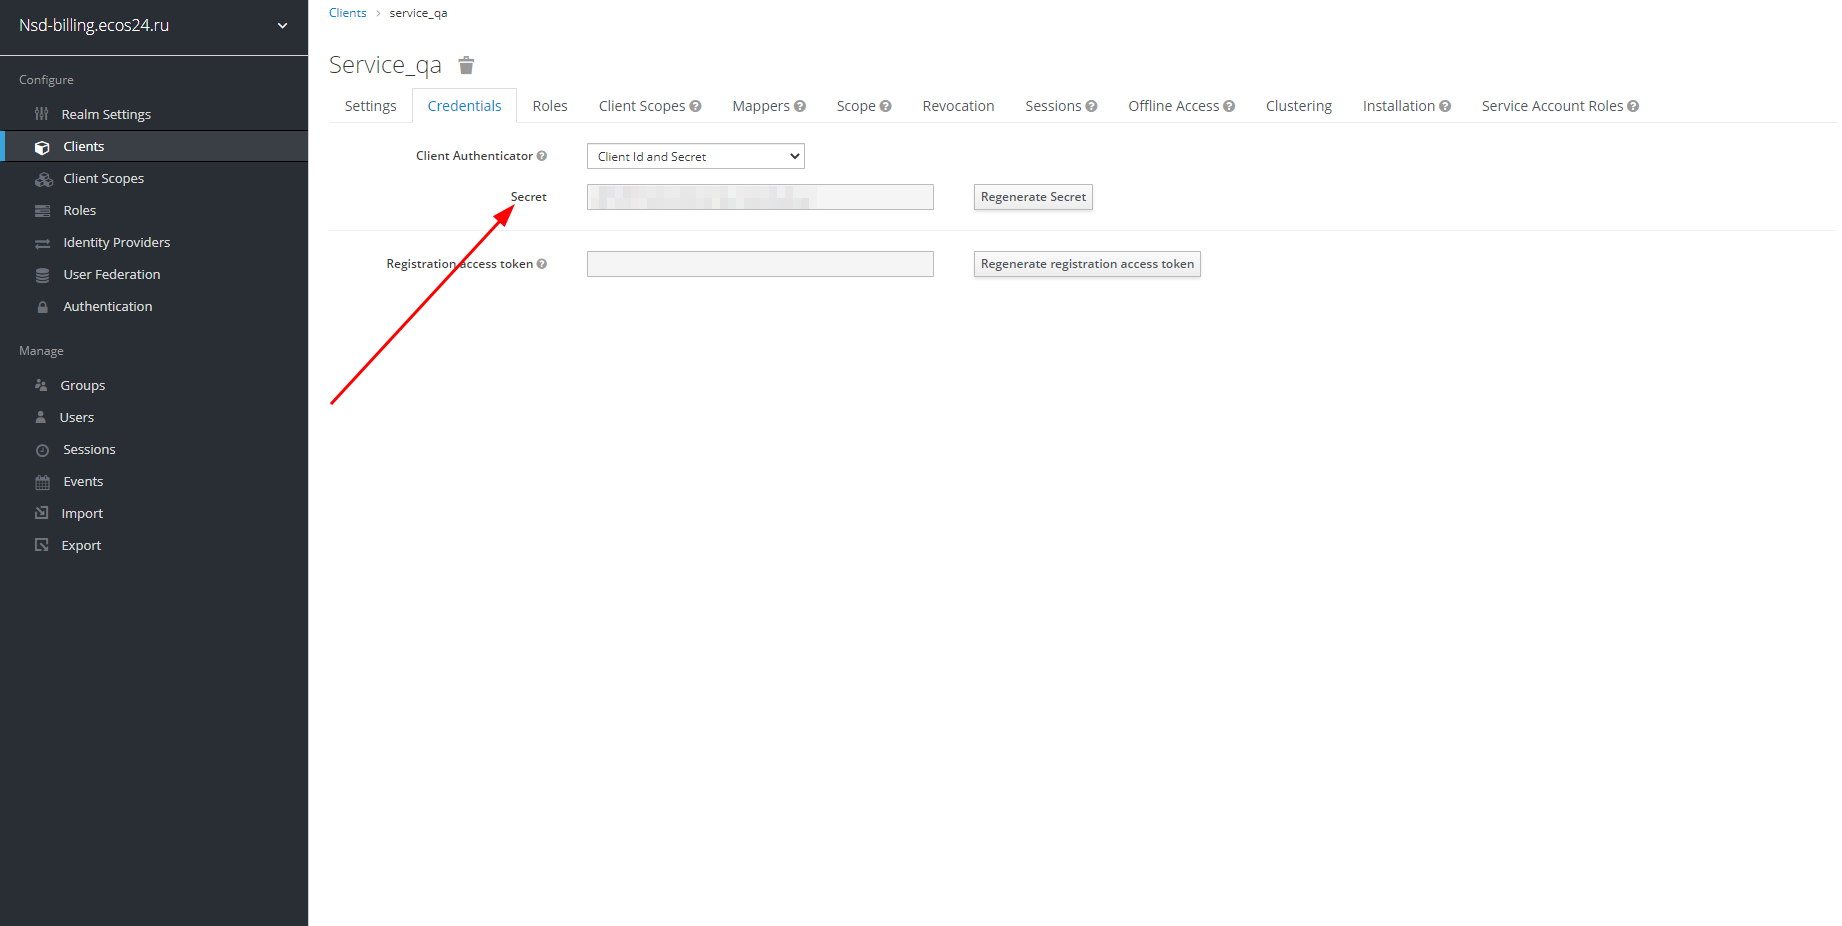 Nsd-billing.ecos24.ru
Configure
Realm Settings
Clients
Client Scopes
Roles
Identity Providers
User Federation
Authentication
Manage
Groups
Users
Sessions
Events
Import
Export
Clients > service_qa
Service_qa
Settings Credentials Roles Client Scopes Mappers Scope Revocation Sessions Offline Access Clustering Installation Service Account Roles
Client Authenticator Client Id and Secret
Secret Regenerate Secret
Registration access token Regenerate registration access token